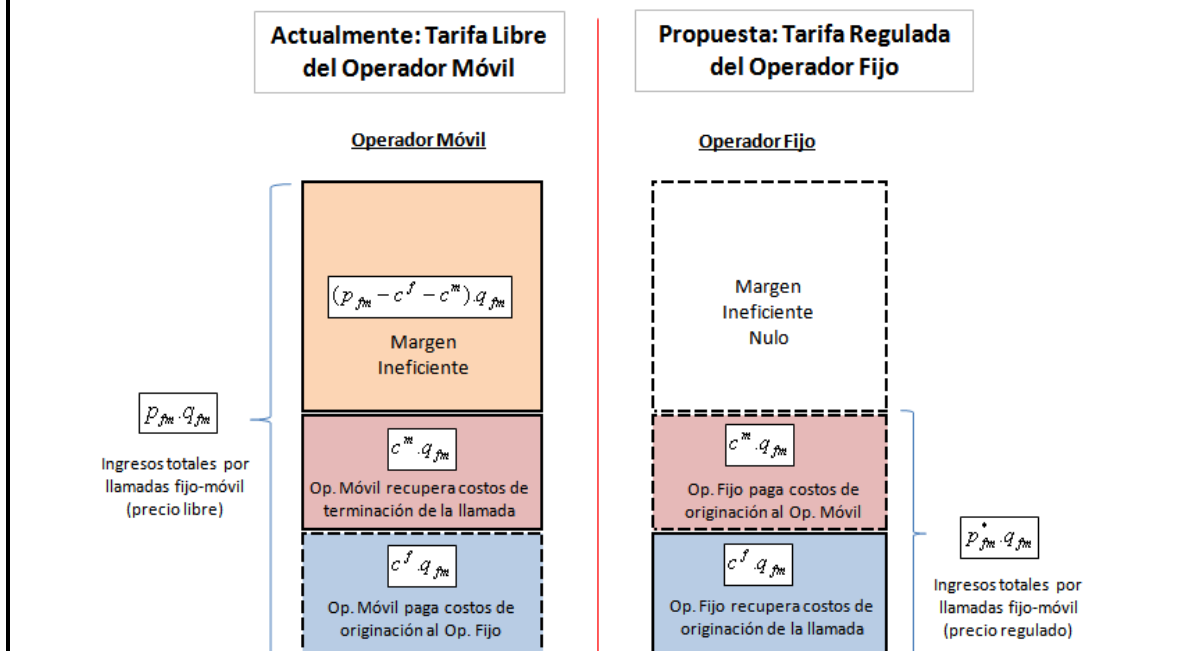 Actualmente: Tarifa Libre
del Operador Móvil
Propuesta: Tarifa Regulada
del Operador Fijo
Operador Móvil
Operador Fijo
(p_fm − c^f − c^m).q_fm
Margen
Ineficiente
Margen
Ineficiente
Nulo
p_fm.q_fm
Ingresos totales por
llamadas fijo-móvil
(precio libre)
c^m.q_fm
Op. Móvil recupera costos de
terminación de la llamada
c^m.q_fm
Op. Fijo paga costos de
originación al Op. Móvil
c^f.q_fm
Op. Móvil paga costos de
originación al Op. Fijo
c^f.q_fm
Op. Fijo recupera costos de
originación de la llamada
p^•_fm.q_fm
Ingresos totales por
llamadas fijo-móvil
(precio regulado)